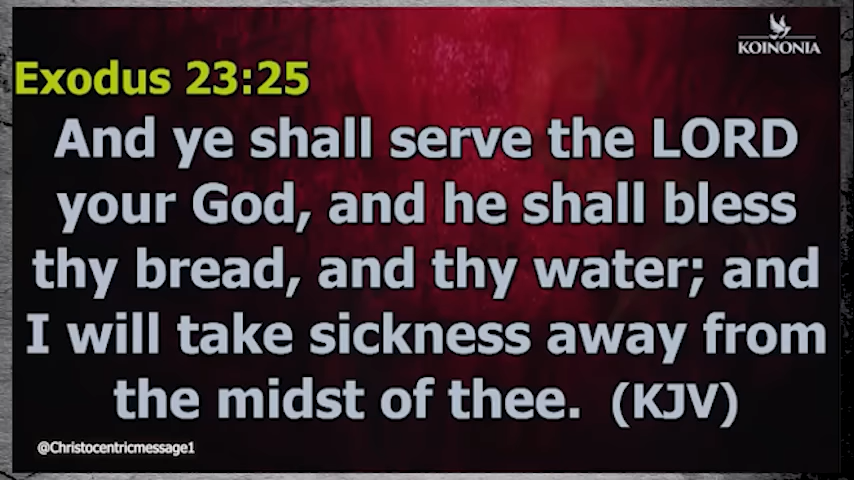 KOINONIA
Exodus 23:25
And ye shall serve the LORD
your God, and he shall bless
thy bread, and thy water; and
I will take sickness away from
the midst of thee. (KJV)
@Christocentricmessage1